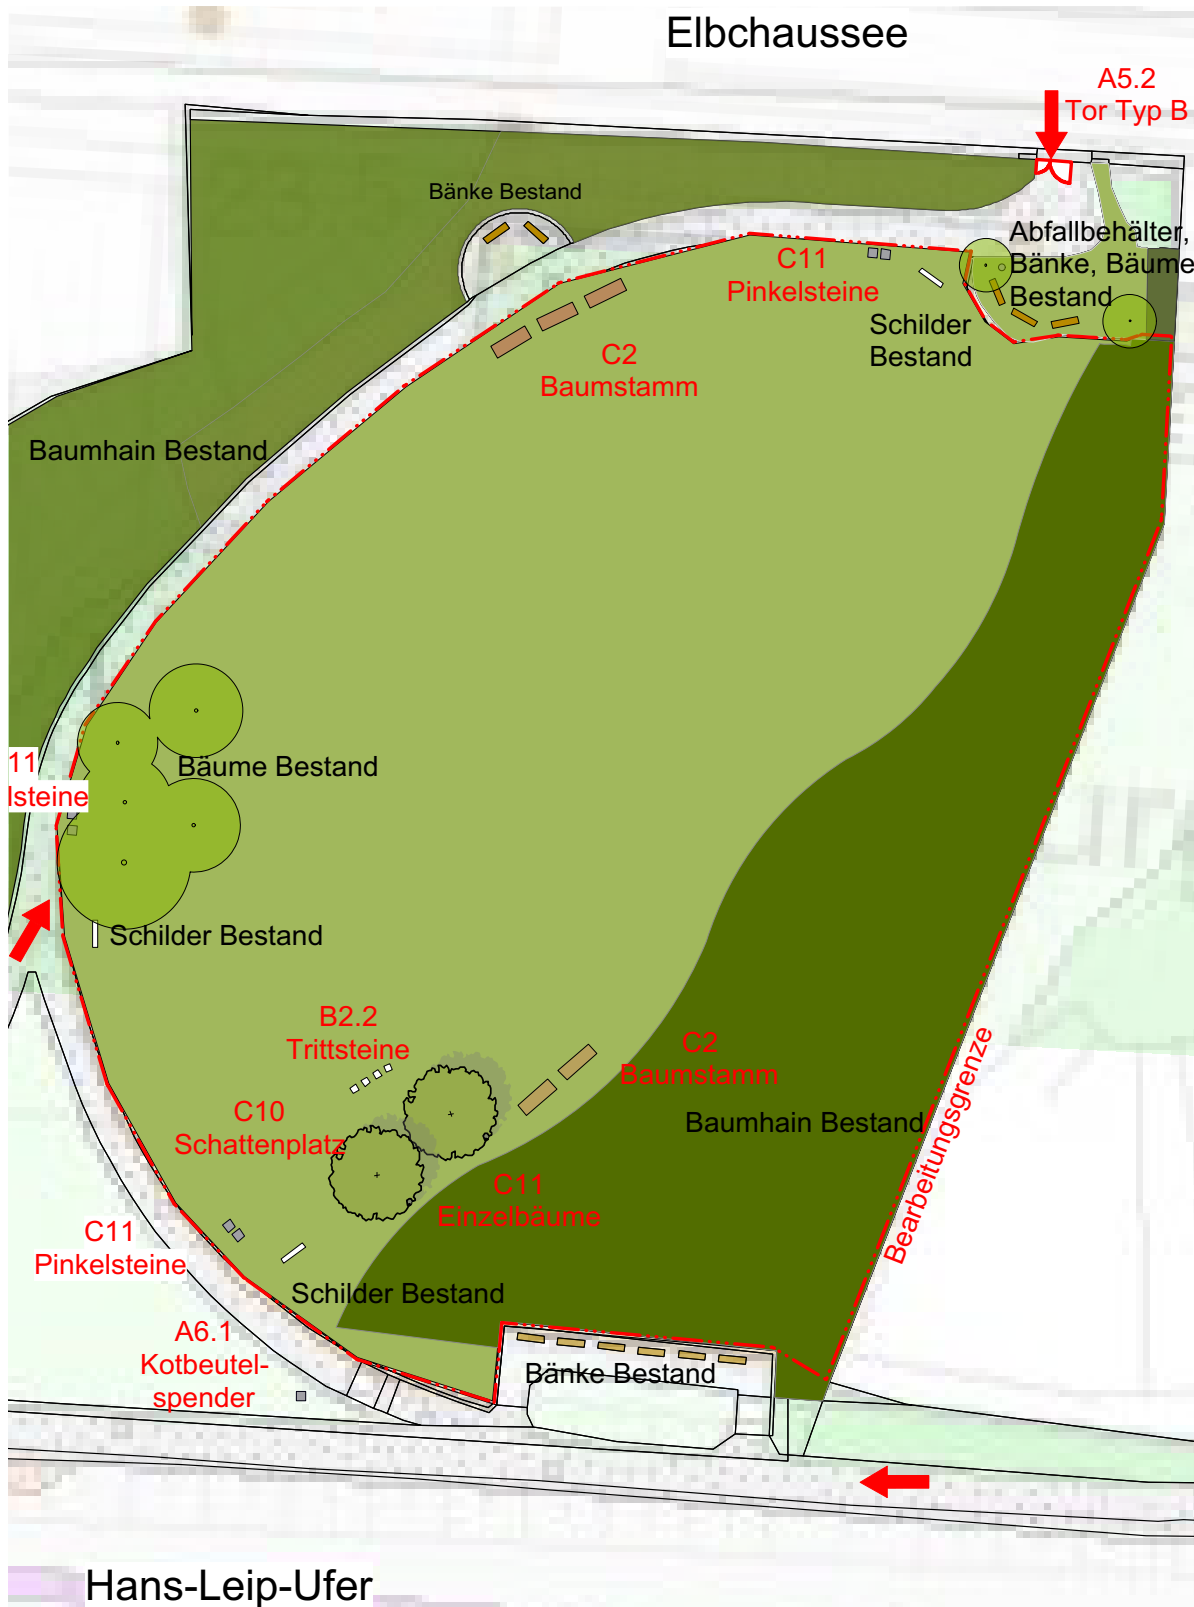 Elbchaussee
A5.2
Tor Typ B
Bänke Bestand
Abfallbehälter,
Bänke, Bäume
Bestand
C11
Pinkelsteine
Schilder
Bestand
C2
Baumstamm
Baumhain Bestand
11
lsteine
Bäume Bestand
Schilder Bestand
B2.2
Trittsteine
C2
Baumstamm
C10
Schattenplatz
Baumhain Bestand
Bearbeitungsgrenze
C11
Einzelbäume
C11
Pinkelsteine
Schilder Bestand
A6.1
Kotbeutel-
spender
Bänke Bestand
Hans-Leip-Ufer